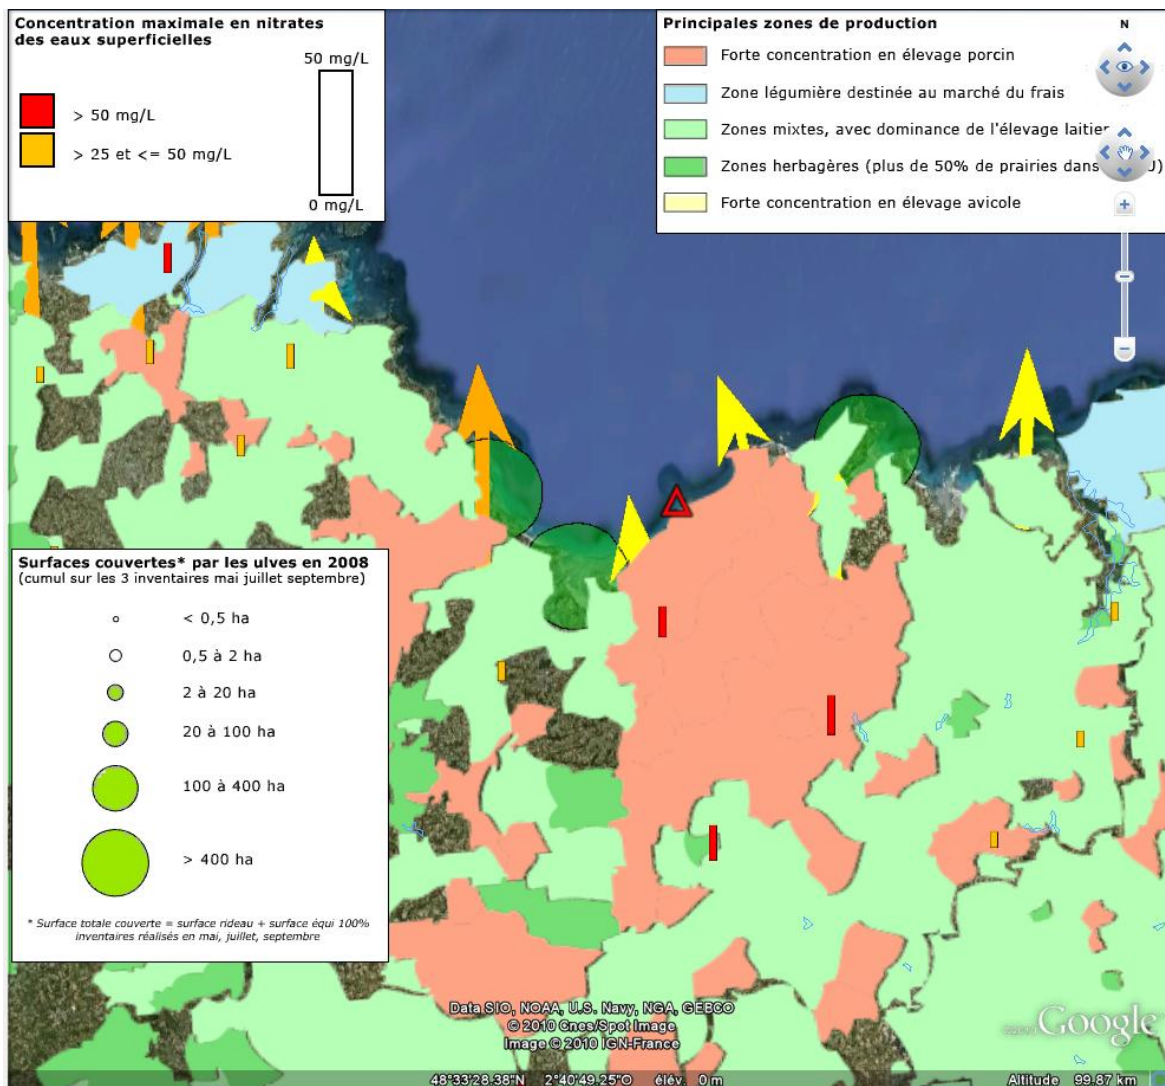 Concentration maximale en nitrates
des eaux superficielles
50 mg/L
> 50 mg/L
> 25 et <= 50 mg/L
0 mg/L
Principales zones de production
N
Forte concentration en élevage porcin
Zone légumière destinée au marché du frais
Zones mixtes, avec dominance de l'élevage laitier
Zones herbagères (plus de 50% de prairies dans
Forte concentration en élevage avicole
Surfaces couvertes* par les ulves en 2008
(cumul sur les 3 inventaires mai juillet septembre)
< 0,5 ha
0,5 à 2 ha
2 à 20 ha
20 à 100 ha
100 à 400 ha
> 400 ha
* Surface totale couverte = surface rideau + surface équi 100%
inventaires réalisés en mai, juillet, septembre
Data SIO, NOAA, U.S. Navy, NGA, GEBCO
© 2010 Cnes/Spot Image
Image © 2010 IGN-France
Google
48°33'28.38"N 2°40'49.25"O élév. 0 m
Altitude 99.87 km